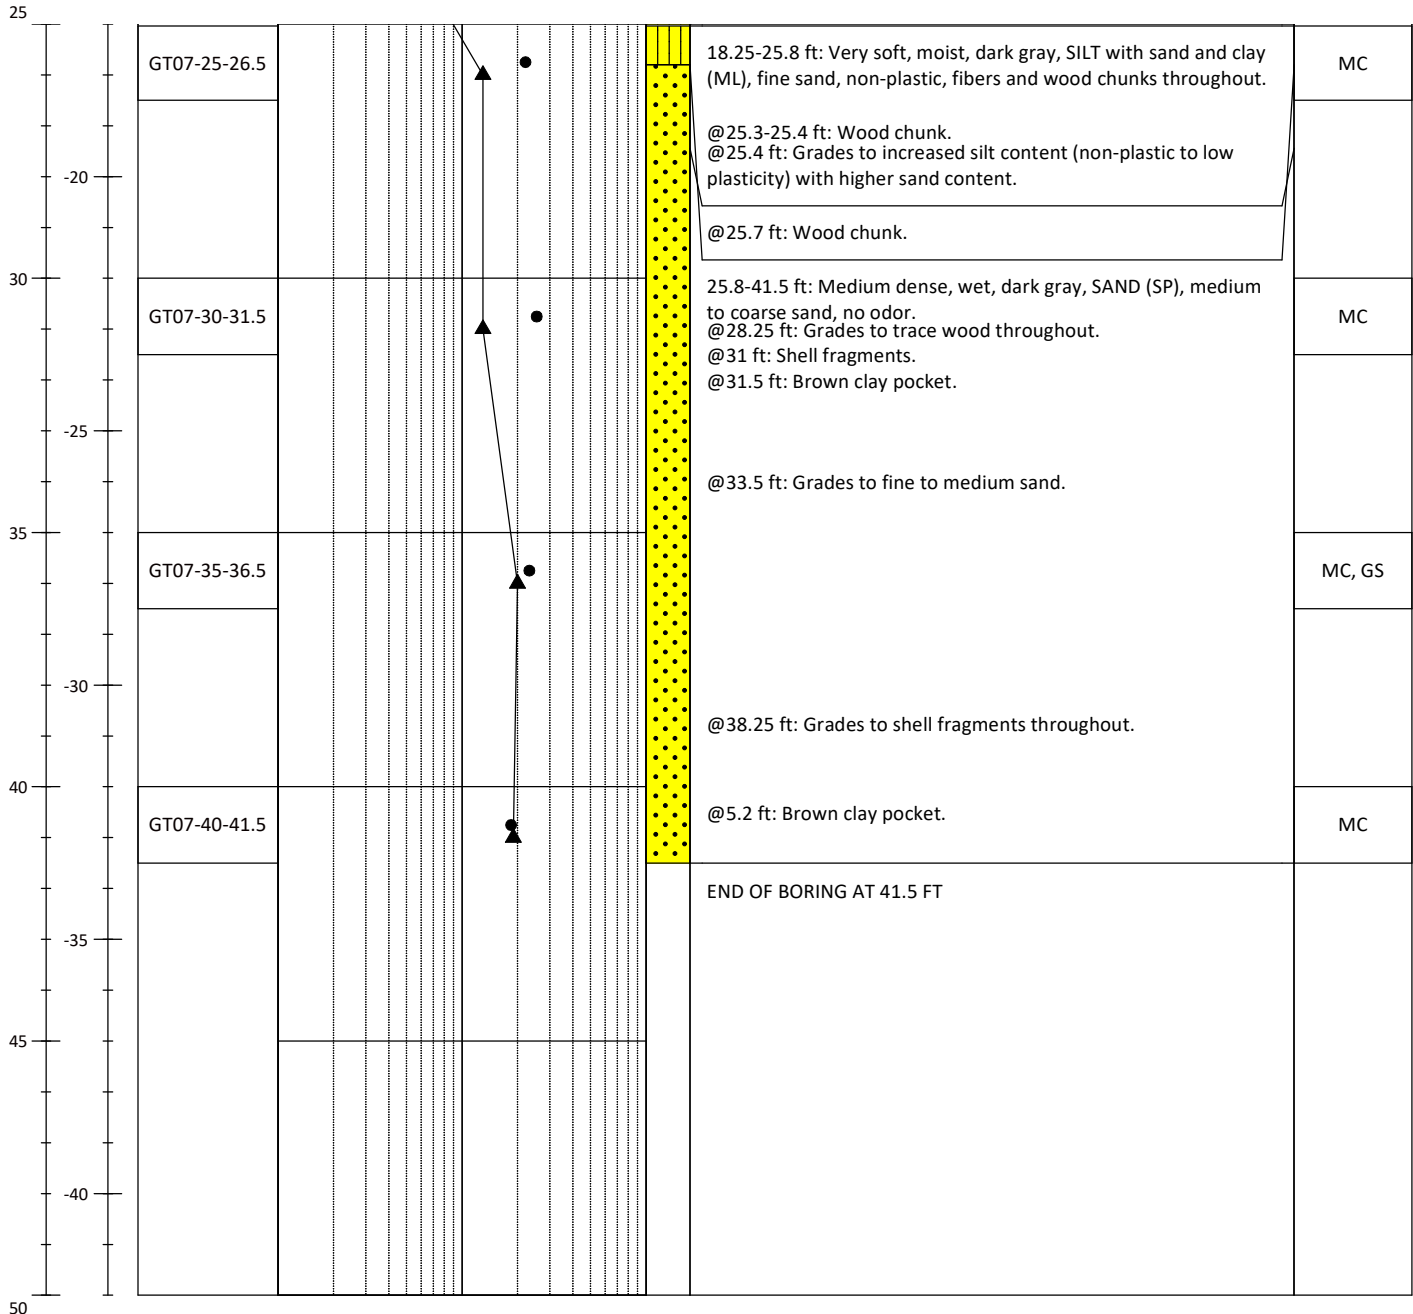 25
GT07-25-26.5
18.25-25.8 ft: Very soft, moist, dark gray, SILT with sand and clay
(ML), fine sand, non-plastic, fibers and wood chunks throughout.
MC
@25.3-25.4 ft: Wood chunk.
@25.4 ft: Grades to increased silt content (non-plastic to low
plasticity) with higher sand content.
-20
@25.7 ft: Wood chunk.
30
GT07-30-31.5
25.8-41.5 ft: Medium dense, wet, dark gray, SAND (SP), medium
to coarse sand, no odor.
@28.25 ft: Grades to trace wood throughout.
@31 ft: Shell fragments.
@31.5 ft: Brown clay pocket.
MC
-25
@33.5 ft: Grades to fine to medium sand.
35
GT07-35-36.5
MC, GS
-30
@38.25 ft: Grades to shell fragments throughout.
40
GT07-40-41.5
@5.2 ft: Brown clay pocket.
MC
END OF BORING AT 41.5 FT
-35
45
-40
50